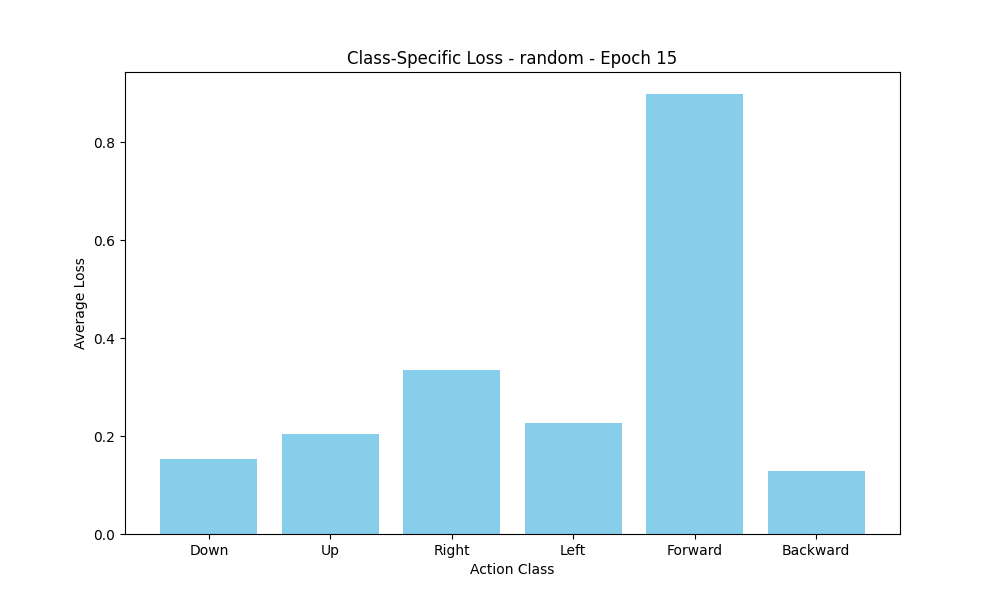 Class-Specific Loss - random - Epoch 15
Average Loss
0.8
0.6
0.4
0.2
0.0
Down Up Right Left Forward Backward
Action Class